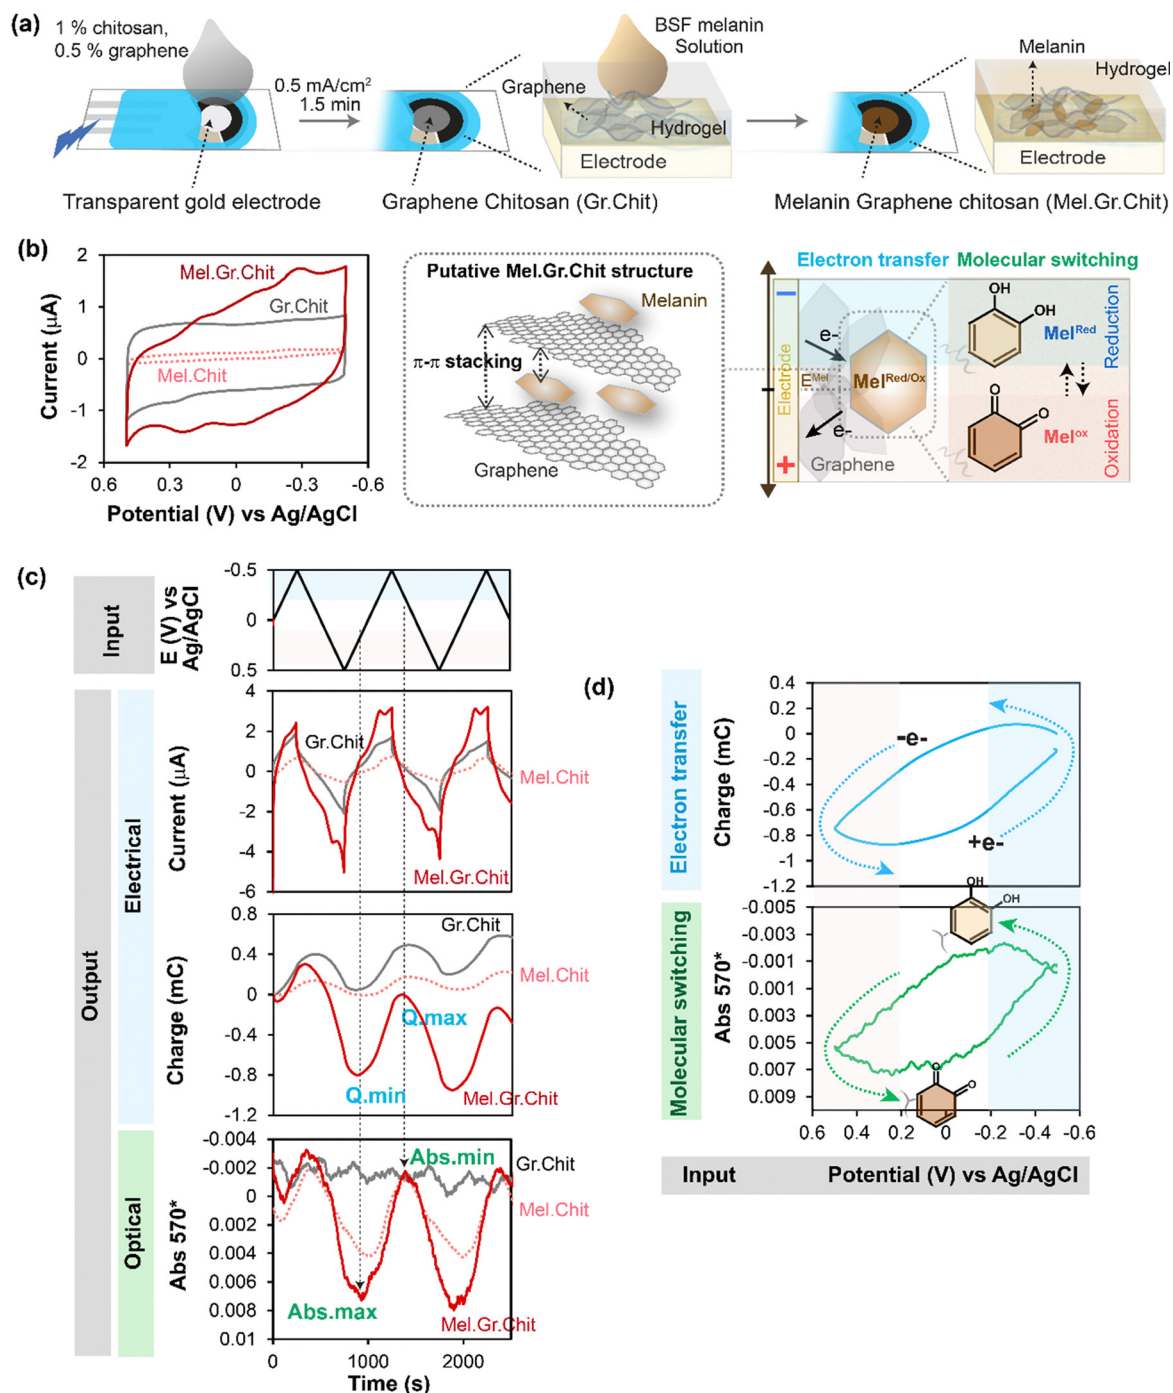 (a)
1 % chitosan,
0.5 % graphene
0.5 mA/cm²
1.5 min
Graphene
BSF melanin
Solution
Hydrogel
Electrode
Melanin
Hydrogel
Electrode
Transparent gold electrode
Graphene Chitosan (Gr.Chit)
Melanin Graphene chitosan (Mel.Gr.Chit)
(b)
Current (µA)
2
1
0
-1
-2
Mel.Gr.Chit
Gr.Chit
Mel.Chit
0.6 0.3 0 -0.3 -0.6
Potential (V) vs Ag/AgCl
Putative Mel.Gr.Chit structure
Melanin
π-π stacking
Graphene
Electron transfer Molecular switching
−
+
Electrode
e-
E^Mel
Mel^Red/Ox
e-
Graphene
OH
OH
Mel^Red
O
O
Mel^ox
Reduction
Oxidation
(c)
Input
E (V) vs
Ag/AgCl
-0.5
0
0.5
Output
Electrical
Current (µA)
4
2
0
-2
-4
-6
Gr.Chit
Mel.Chit
Mel.Gr.Chit
Charge (mC)
0.8
0.4
0
-0.4
-0.8
-1.2
Gr.Chit
Mel.Chit
Q.max
Q.min
Mel.Gr.Chit
Optical
Abs 570*
-0.004
-0.002
0
0.002
0.004
0.006
0.008
0.01
Abs.min
Gr.Chit
Mel.Chit
Abs.max
Mel.Gr.Chit
0 1000 2000
Time (s)
(d)
Electron transfer
Charge (mC)
0.4
0.2
0
-0.2
-0.4
-0.6
-0.8
-1
-1.2
-e-
+e-
Molecular switching
Abs 570*
-0.005
-0.003
-0.001
0.001
0.003
0.005
0.007
0.009
OH
OH
O
O
0.6 0.4 0.2 0 -0.2 -0.4 -0.6
Input Potential (V) vs Ag/AgCl